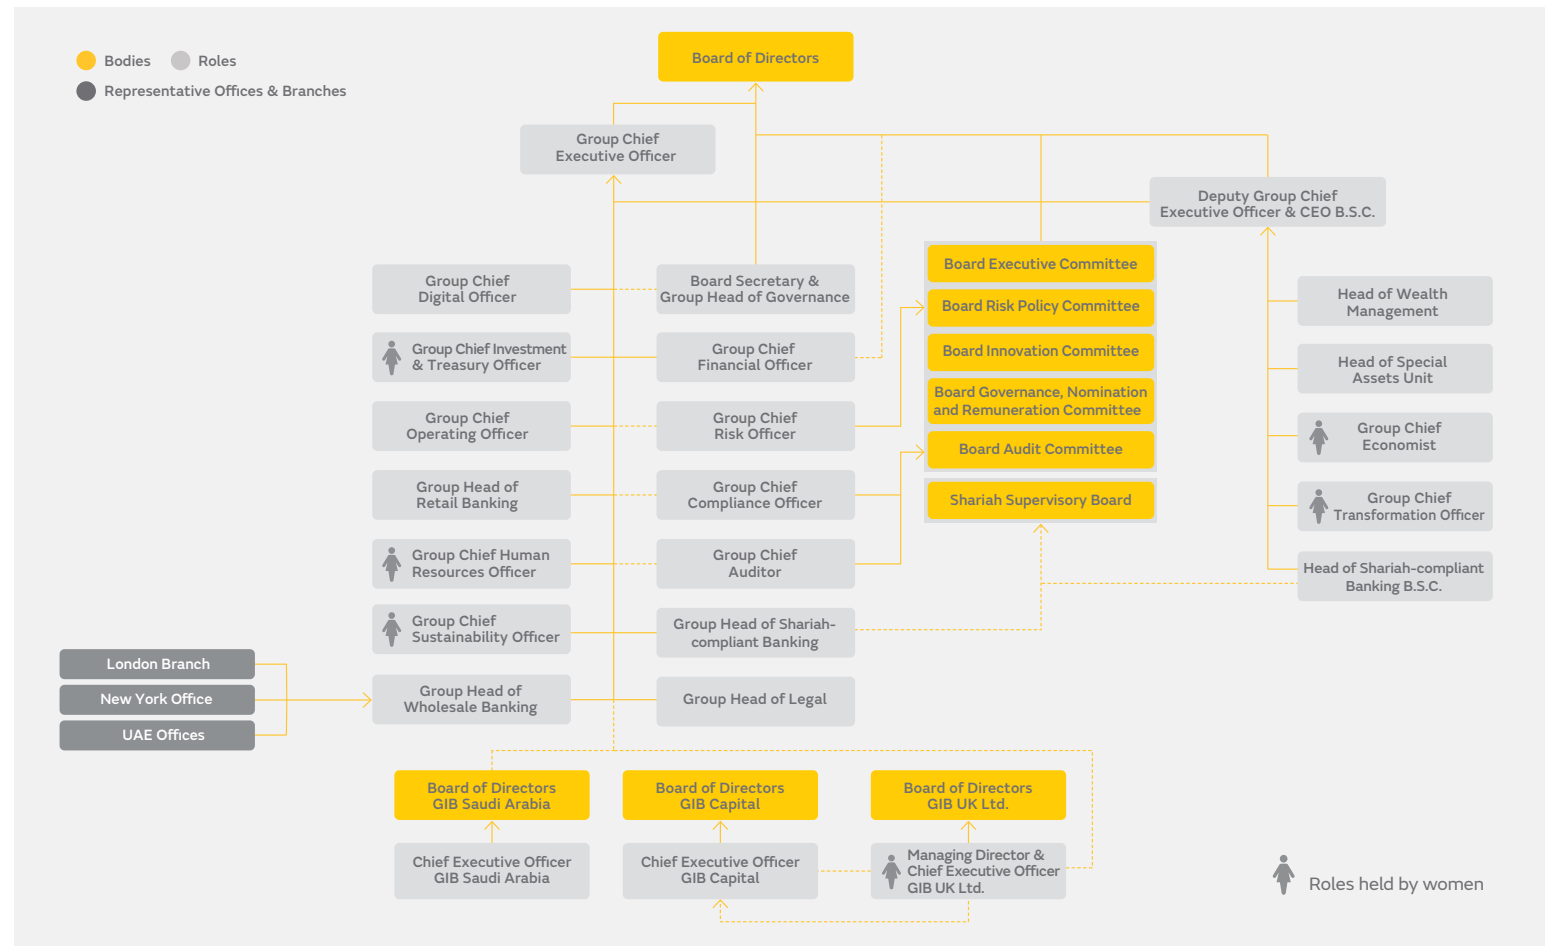 Bodies
Roles
Representative Offices & Branches
Board of Directors
Group Chief
Executive Officer
Deputy Group Chief
Executive Officer & CEO B.S.C.
Group Chief
Digital Officer
Board Secretary &
Group Head of Governance
Group Chief Investment
& Treasury Officer
Group Chief
Financial Officer
Group Chief
Operating Officer
Group Chief
Risk Officer
Group Head of
Retail Banking
Group Chief
Compliance Officer
Group Chief Human
Resources Officer
Group Chief
Auditor
Group Chief
Sustainability Officer
Group Head of Shariah-
compliant Banking
Group Head of
Wholesale Banking
Group Head of Legal
Board Executive Committee
Board Risk Policy Committee
Board Innovation Committee
Board Governance, Nomination
and Remuneration Committee
Board Audit Committee
Shariah Supervisory Board
Head of Wealth
Management
Head of Special
Assets Unit
Group Chief
Economist
Group Chief
Transformation Officer
Head of Shariah-compliant
Banking B.S.C.
London Branch
New York Office
UAE Offices
Board of Directors
GIB Saudi Arabia
Board of Directors
GIB Capital
Board of Directors
GIB UK Ltd.
Chief Executive Officer
GIB Saudi Arabia
Chief Executive Officer
GIB Capital
Managing Director &
Chief Executive Officer
GIB UK Ltd.
Roles held by women